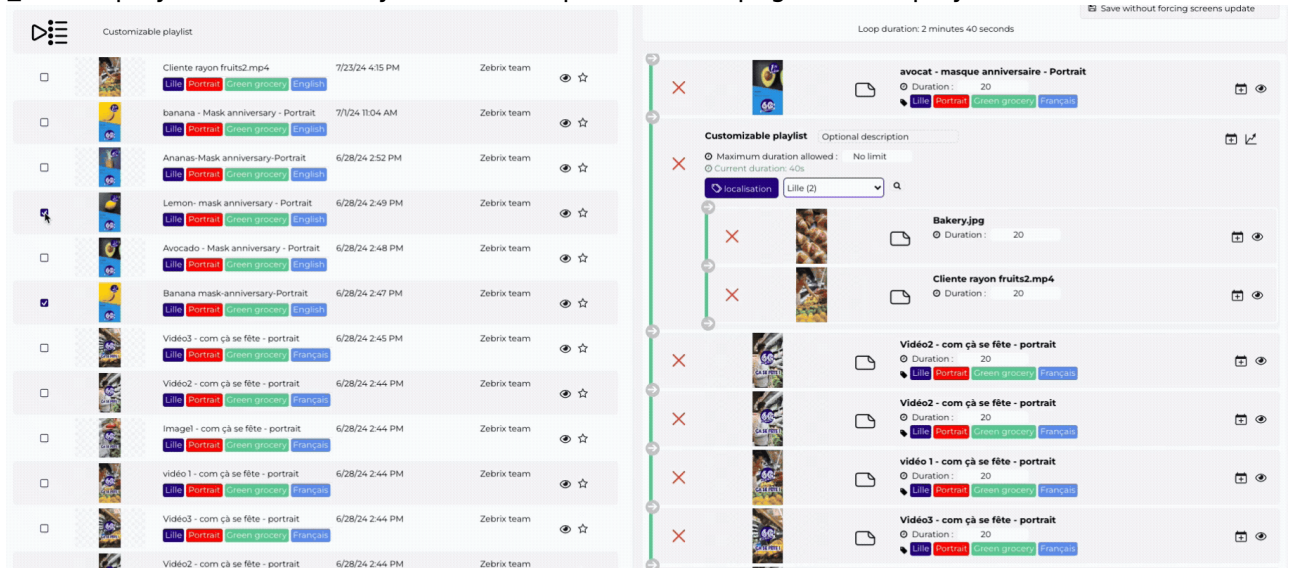 Save without forcing screens update
Customizable playlist
Loop duration: 2 minutes 40 seconds
Cliente rayon fruits2.mp4 7/23/24 4:15 PM Zebrix team
Lille Portrait Green grocery English
banana - Mask anniversary - Portrait 7/1/24 11:04 AM Zebrix team
Lille Portrait Green grocery English
Ananas-Mask anniversary-Portrait 6/28/24 2:52 PM Zebrix team
Lille Portrait Green grocery English
Lemon- mask anniversary - Portrait 6/28/24 2:49 PM Zebrix team
Lille Portrait Green grocery English
Avocado - Mask anniversary - Portrait 6/28/24 2:48 PM Zebrix team
Lille Portrait Green grocery English
Banana mask-anniversary-Portrait 6/28/24 2:47 PM Zebrix team
Lille Portrait Green grocery English
Vidéo3 - com çà se fête - portrait 6/28/24 2:45 PM Zebrix team
Lille Portrait Green grocery Français
Vidéo2 - com çà se fête - portrait 6/28/24 2:44 PM Zebrix team
Lille Portrait Green grocery Français
Image1 - com çà se fête - portrait 6/28/24 2:44 PM Zebrix team
Lille Portrait Green grocery Français
vidéo 1 - com çà se fête - portrait 6/28/24 2:44 PM Zebrix team
Lille Portrait Green grocery Français
Vidéo3 - com çà se fête - portrait 6/28/24 2:44 PM Zebrix team
Lille Portrait Green grocery Français
Vidéo2 - com çà se fête - portrait 6/28/24 2:44 PM Zebrix team
avocat - masque anniversaire - Portrait
Duration : 20
Lille Portrait Green grocery Français
Customizable playlist Optional description
Maximum duration allowed : No limit
Current duration: 40s
localisation Lille (2)
Bakery.jpg
Duration : 20
Cliente rayon fruits2.mp4
Duration : 20
Vidéo2 - com çà se fête - portrait
Duration : 20
Lille Portrait Green grocery Français
Vidéo2 - com çà se fête - portrait
Duration : 20
Lille Portrait Green grocery Français
vidéo 1 - com çà se fête - portrait
Duration : 20
Lille Portrait Green grocery Français
Vidéo3 - com çà se fête - portrait
Duration : 20
Lille Portrait Green grocery Français